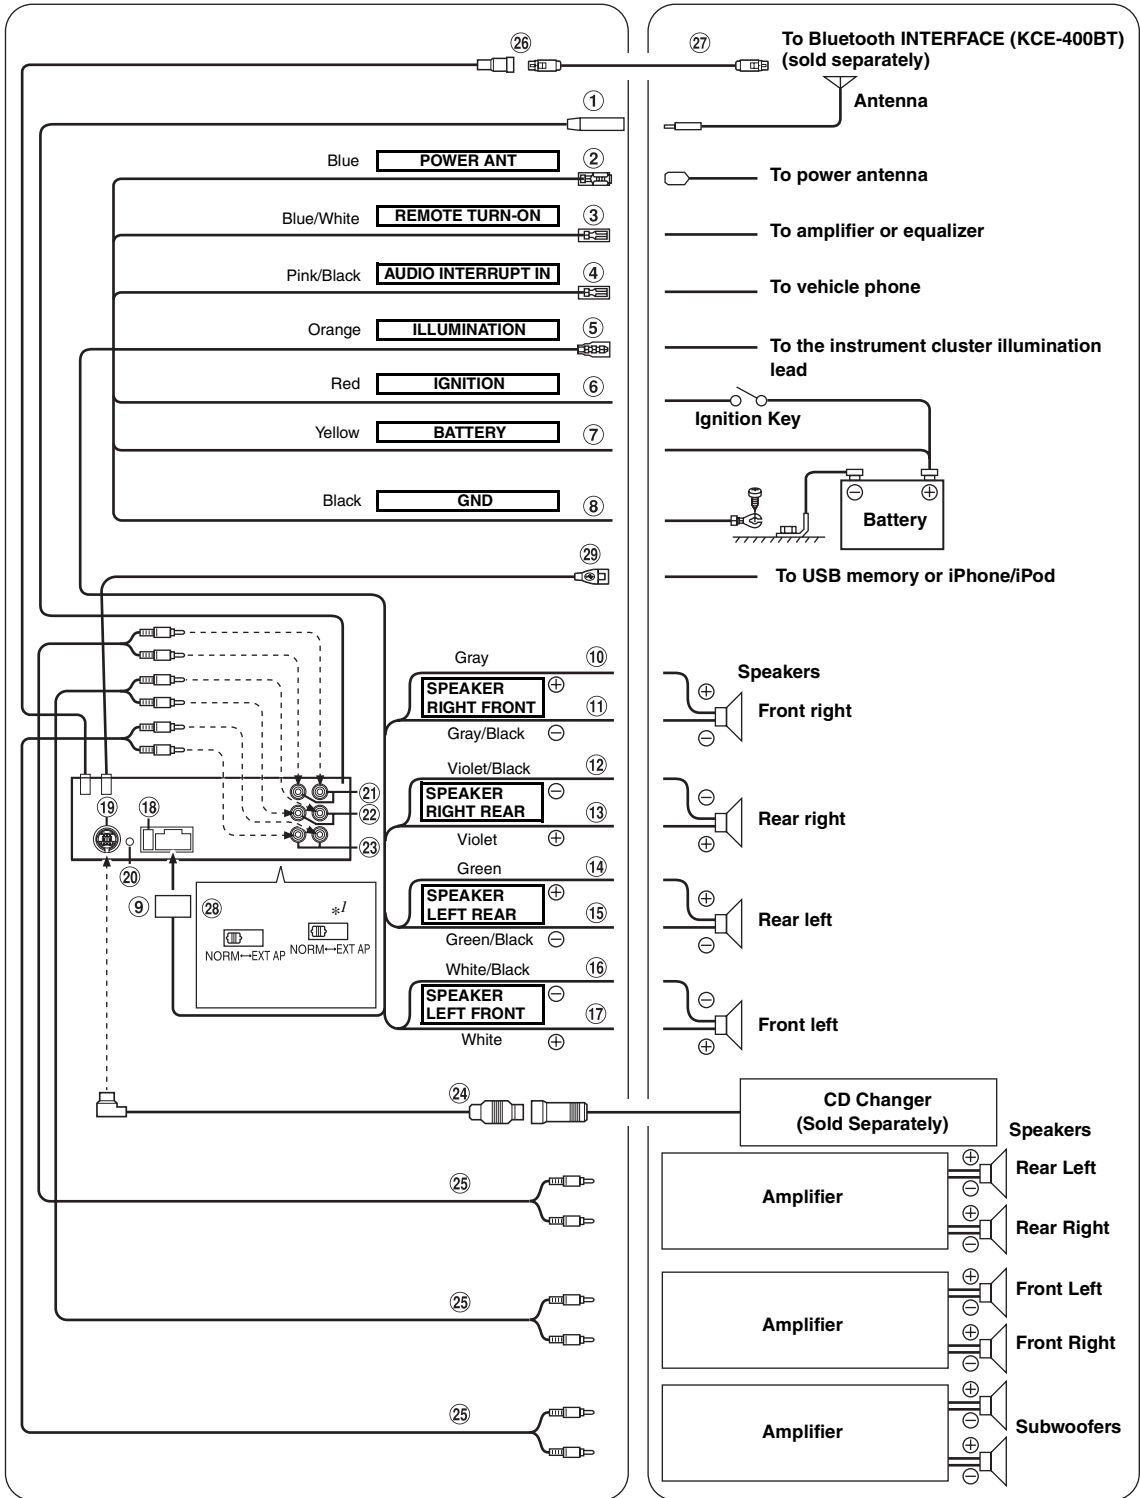 ㉖
㉗
To Bluetooth INTERFACE (KCE-400BT)
(sold separately)
①
Antenna
Blue
POWER ANT
②
To power antenna
Blue/White
REMOTE TURN-ON
③
To amplifier or equalizer
Pink/Black
AUDIO INTERRUPT IN
④
To vehicle phone
Orange
ILLUMINATION
⑤
To the instrument cluster illumination
lead
Red
IGNITION
⑥
Ignition Key
Yellow
BATTERY
⑦
Black
GND
⑧
⊖
⊕
Battery
㉙
To USB memory or iPhone/iPod
Gray
⑩
Speakers
SPEAKER
RIGHT FRONT
⊕
⑪
⊕
Front right
Gray/Black
⊖
⊖
Violet/Black
⑫
SPEAKER
RIGHT REAR
⊖
⑬
⊖
Rear right
Violet
⊕
⊕
⑲
⑱
㉑
㉒
㉓
⑳
Green
⑭
SPEAKER
LEFT REAR
⊕
⑮
⊕
Rear left
Green/Black
⊖
⊖
⑨
㉘
*1
NORM↔EXT AP
NORM↔EXT AP
White/Black
⑯
SPEAKER
LEFT FRONT
⊖
⑰
⊖
Front left
White
⊕
⊕
㉔
CD Changer
(Sold Separately)
Speakers
㉕
Amplifier
⊕
Rear Left
⊖
⊕
Rear Right
⊖
㉕
Amplifier
⊕
Front Left
⊖
⊕
Front Right
⊖
㉕
Amplifier
⊕
⊖
Subwoofers
⊕
⊖